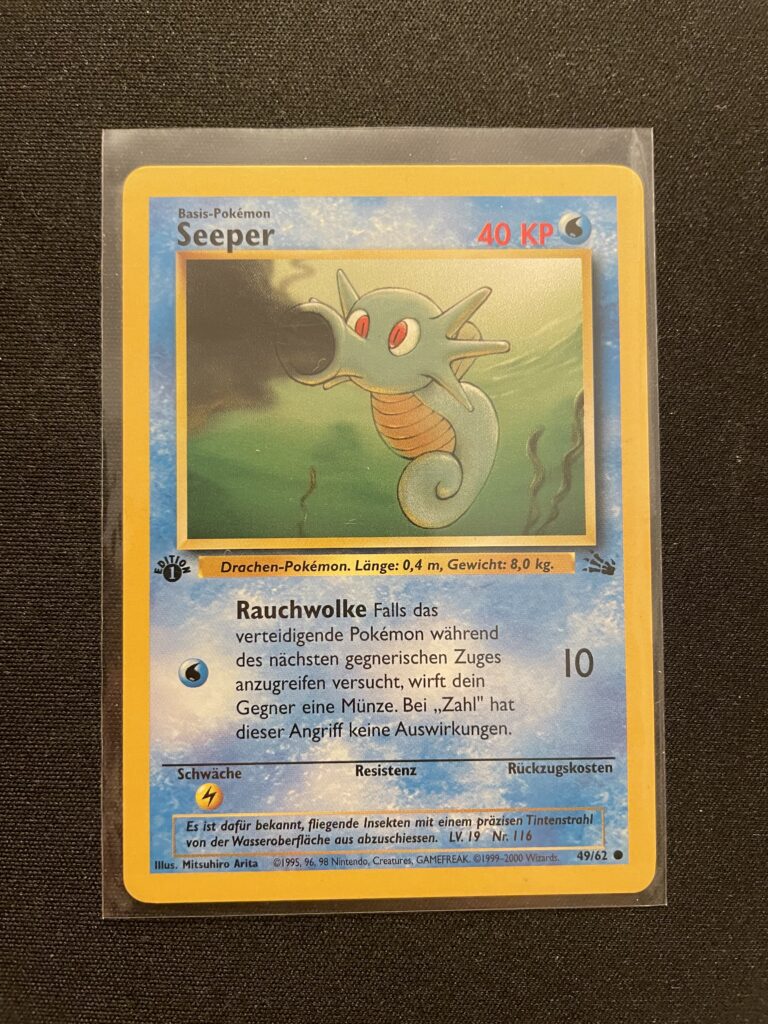 Basis-Pokémon
Seeper
40 KP
EDITION
1
Drachen-Pokémon. Länge: 0,4 m, Gewicht: 8,0 kg.
Rauchwolke Falls das
verteidigende Pokémon während
des nächsten gegnerischen Zuges
anzugreifen versucht, wirft dein
Gegner eine Münze. Bei „Zahl" hat
dieser Angriff keine Auswirkungen.
10
Schwäche Resistenz Rückzugskosten
Es ist dafür bekannt, fliegende Insekten mit einem präzisen Tintenstrahl
von der Wasseroberfläche aus abzuschiessen. LV. 19 Nr. 116
Illus. Mitsuhiro Arita ©1995, 96, 98 Nintendo, Creatures, GAMEFREAK. ©1999-2000 Wizards. 49/62